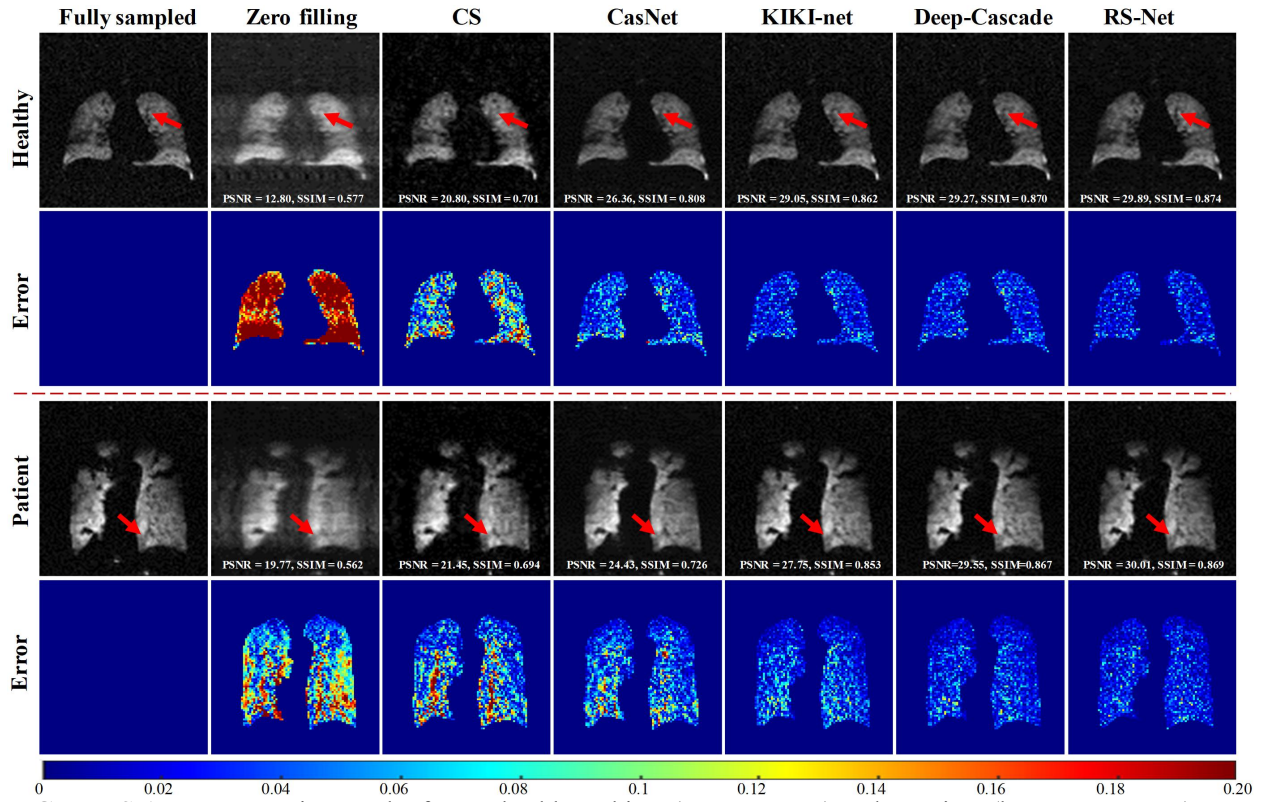 Fully sampled Zero filling CS CasNet KIKI-net Deep-Cascade RS-Net
Healthy
PSNR = 12.80, SSIM = 0.577
PSNR = 20.80, SSIM = 0.701
PSNR = 26.36, SSIM = 0.808
PSNR = 29.05, SSIM = 0.862
PSNR = 29.27, SSIM = 0.870
PSNR = 29.89, SSIM = 0.874
Error
Patient
PSNR = 19.77, SSIM = 0.562
PSNR = 21.45, SSIM = 0.694
PSNR = 24.43, SSIM = 0.726
PSNR = 27.75, SSIM = 0.853
PSNR=29.55, SSIM=0.867
PSNR = 30.01, SSIM = 0.869
Error
0 0.02 0.04 0.06 0.08 0.1 0.12 0.14 0.16 0.18 0.20